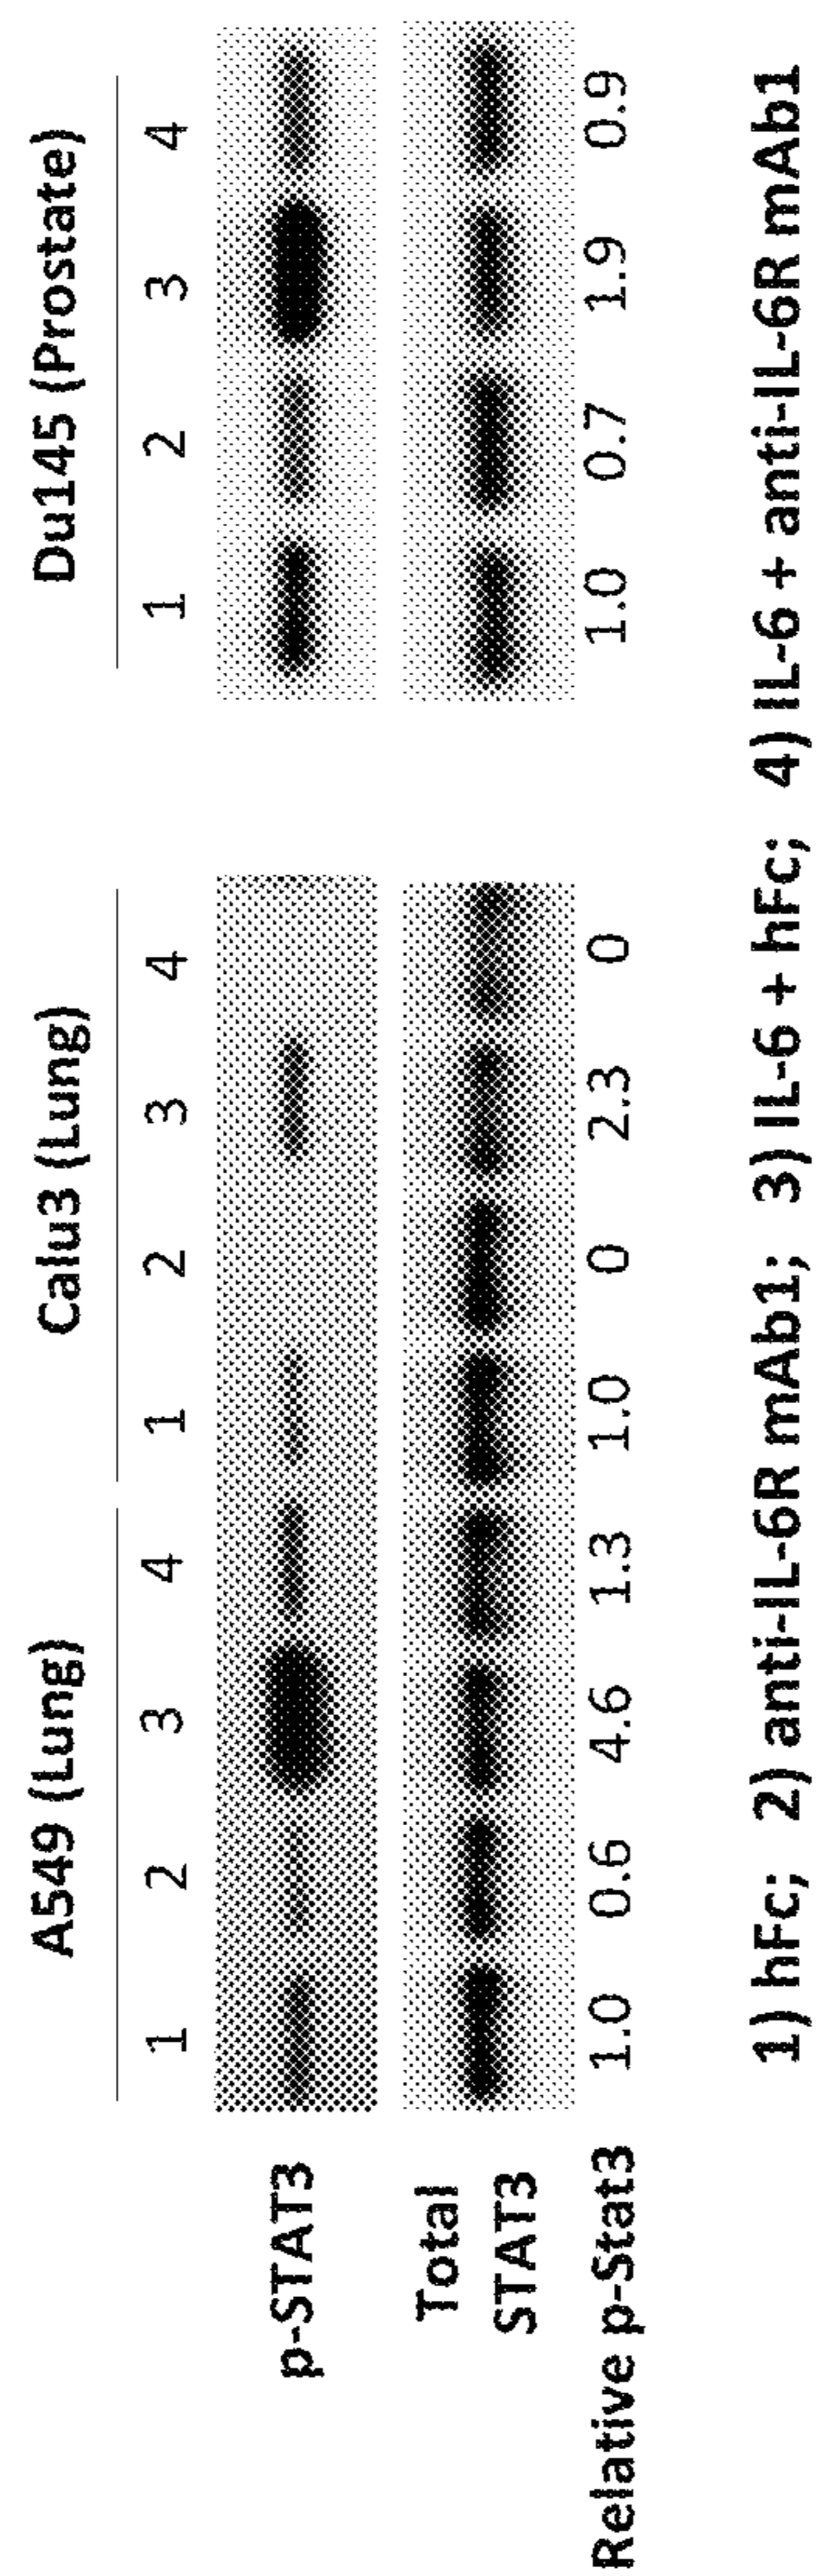 A549 (Lung) Calu3 (Lung) Du145 (Prostate)
1 2 3 4 1 2 3 4 1 2 3 4
p-STAT3
Total
STAT3
Relative p-Stat3 1.0 0.6 4.6 1.3 1.0 0 2.3 0 1.0 0.7 1.9 0.9
1) hFc; 2) anti-IL-6R mAb1; 3) IL-6 + hFc; 4) IL-6 + anti-IL-6R mAb1